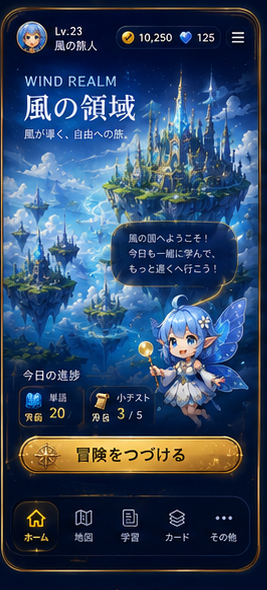 Lv.23
風の旅人
10,250
125
WIND REALM
風の領域
風が導く、自由への旅。
風の国へようこそ！
今日も一緒に学んで、
もっと遠くへ行こう！
今日の進捗
単語
20
小テスト
3 / 5
冒険をつづける
ホーム
地図
学習
カード
その他